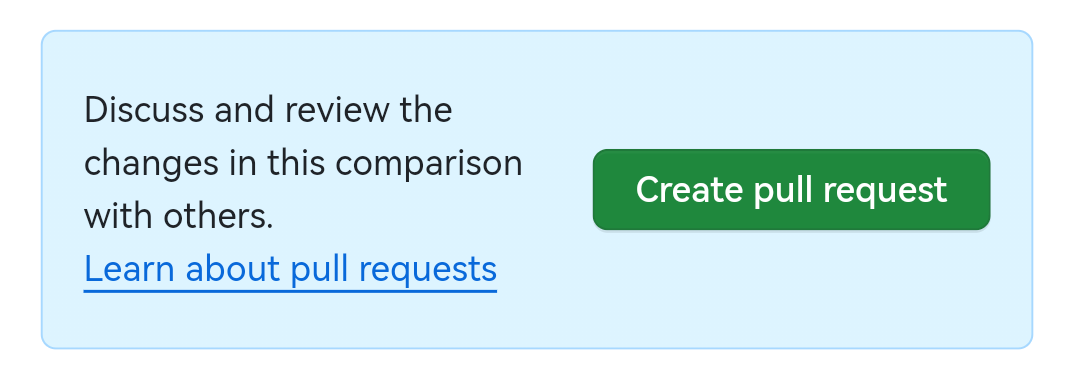 Discuss and review the
changes in this comparison
with others.
Learn about pull requests
Create pull request